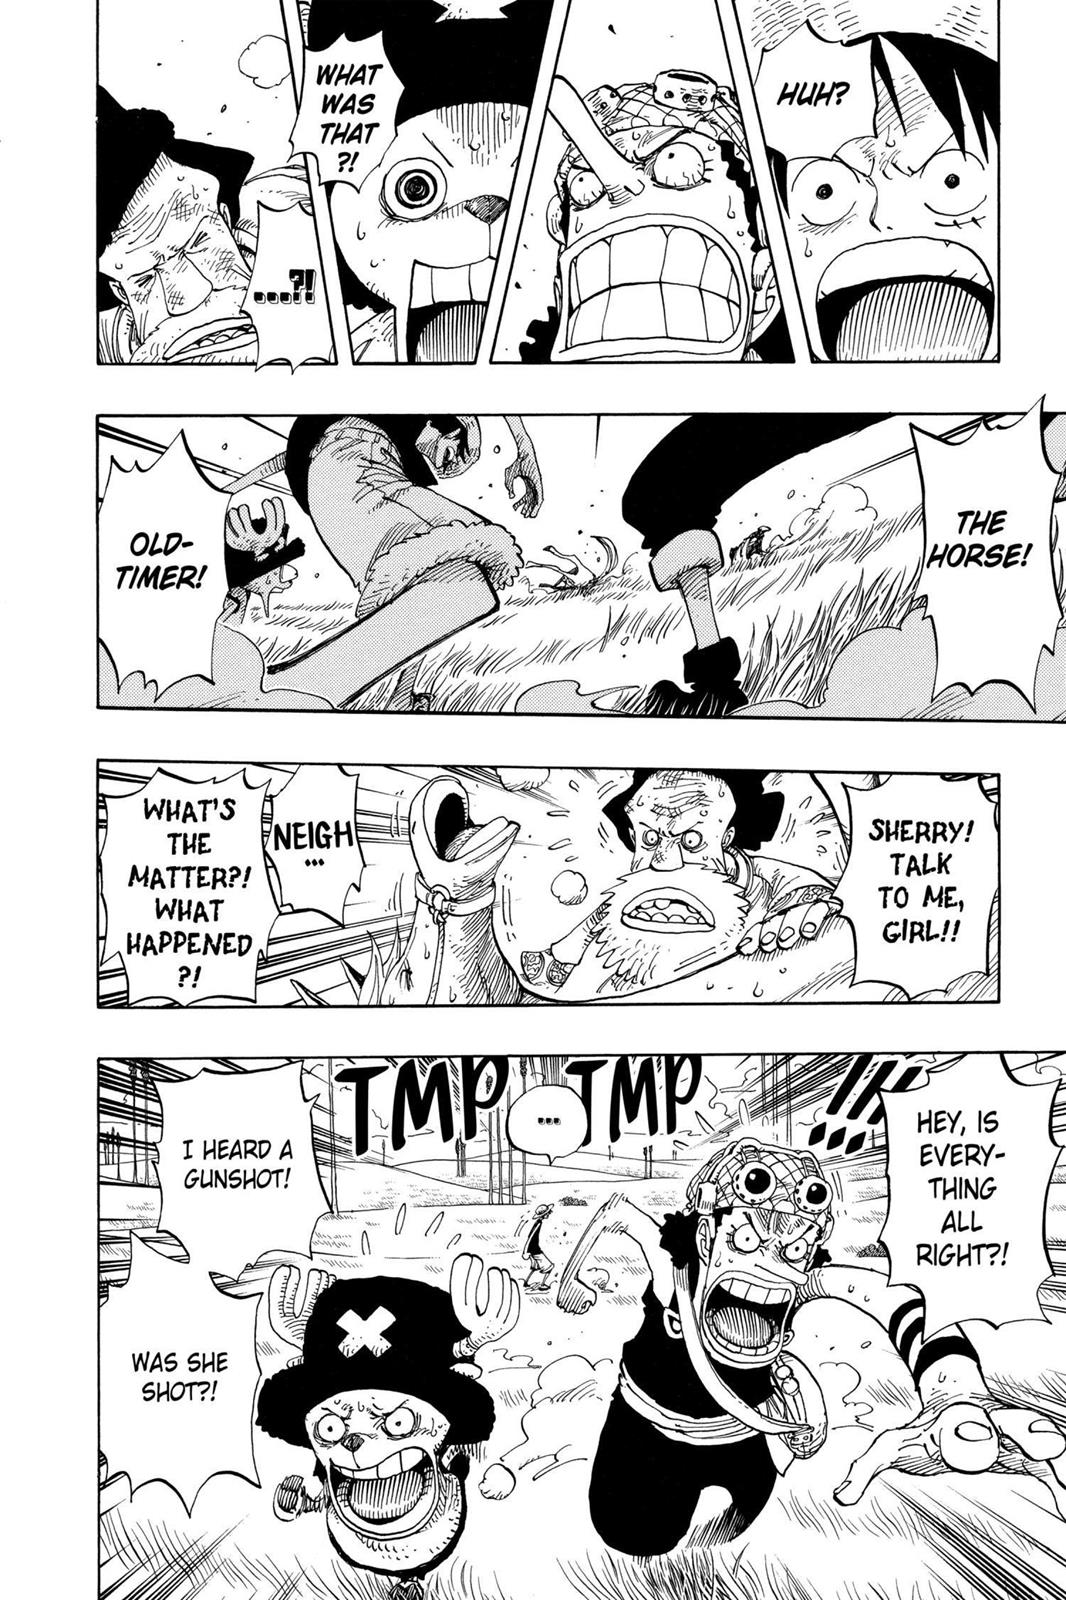 HUH?
WHAT
WAS
THAT
?!
...?!
THE
HORSE!
OLD-
TIMER!
SHERRY!
TALK
TO ME,
GIRL!!
NEIGH
...
WHAT'S
THE
MATTER?!
WHAT
HAPPENED
?!
HEY, IS
EVERY-
THING
ALL
RIGHT?!
!!!
TMP
...
TMP
I HEARD A
GUNSHOT!
WAS SHE
SHOT?!